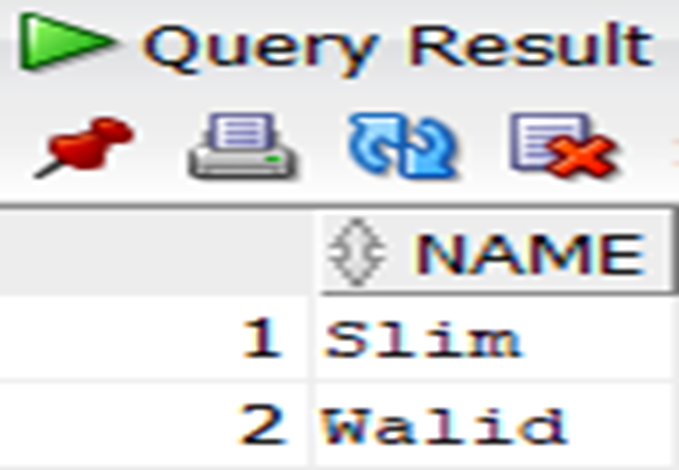 Query Result
NAME
1 Slim
2 Walid